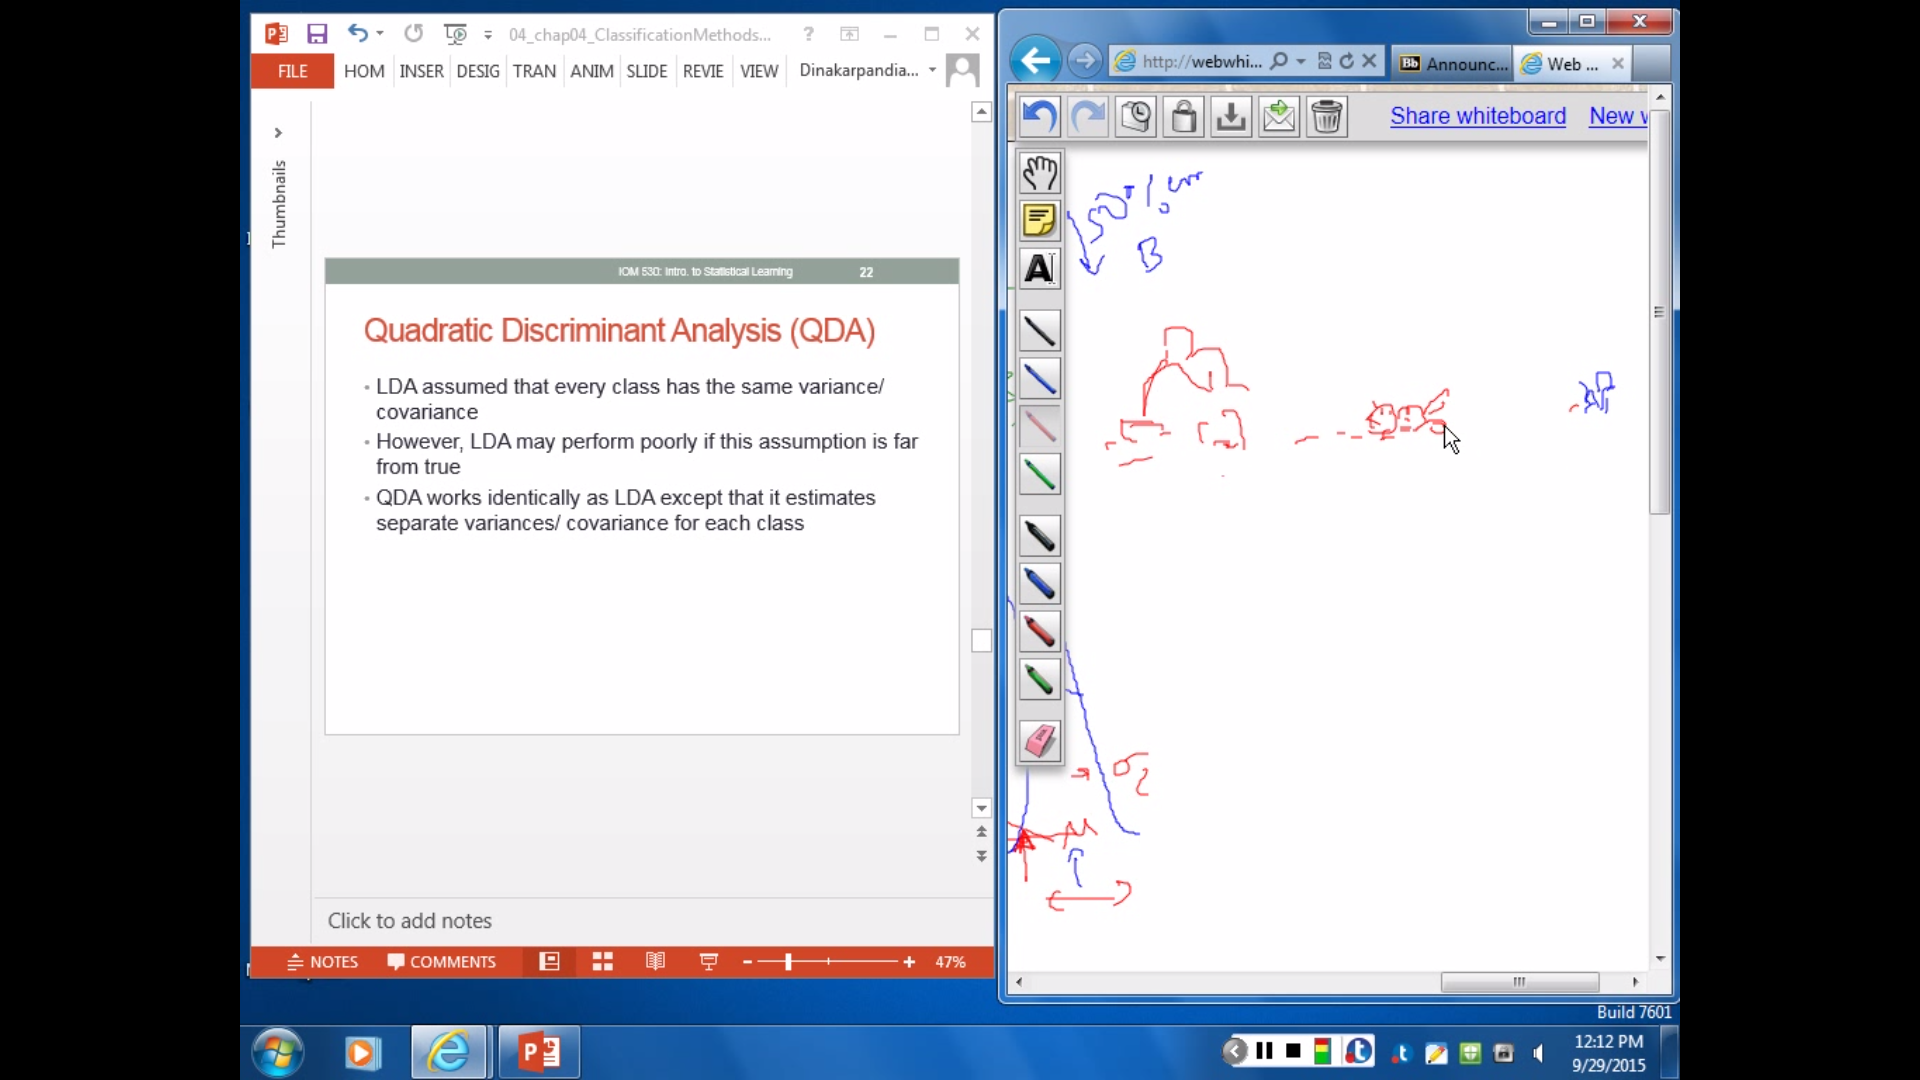 04_chap04_ClassificationMethods...
FILE HOM INSER DESIG TRAN ANIM SLIDE REVIE VIEW Dinakarpandia...
Thumbnails
IOM 530: Intro. to Statistical Learning 22
Quadratic Discriminant Analysis (QDA)
• LDA assumed that every class has the same variance/
covariance
• However, LDA may perform poorly if this assumption is far
from true
• QDA works identically as LDA except that it estimates
separate variances/ covariance for each class
Click to add notes
NOTES COMMENTS 47%
http://webwhi... Announc... Web ...
Share whiteboard New
B
σ2
μ
Build 7601
12:12 PM
9/29/2015